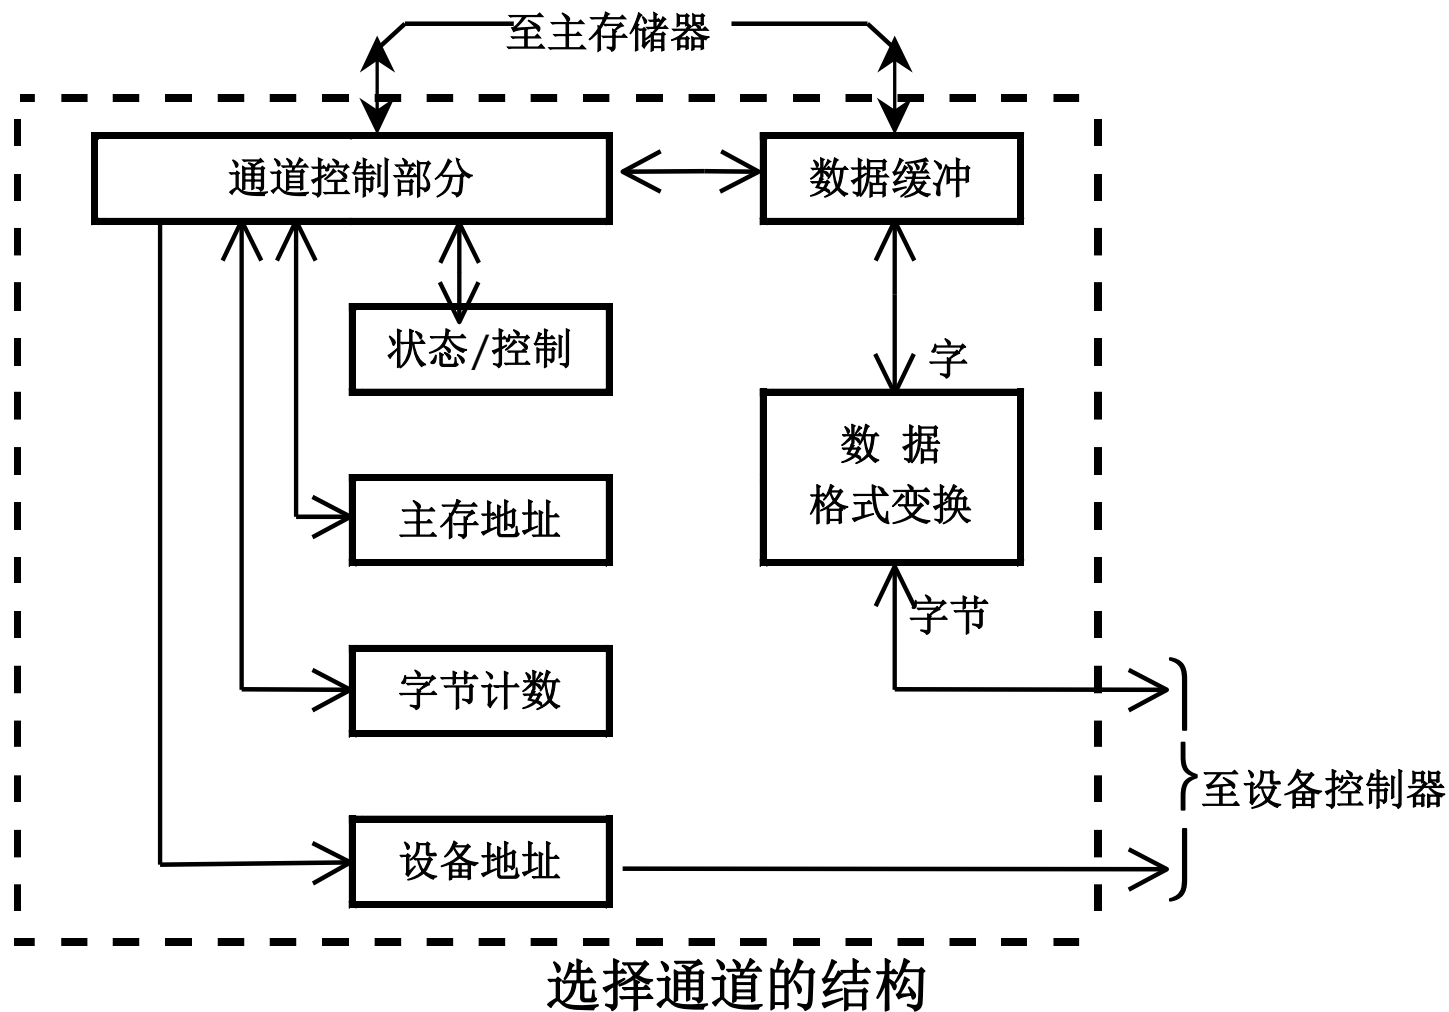 至主存储器
通道控制部分
数据缓冲
状态/控制
字
数 据
格式变换
主存地址
字节
字节计数
至设备控制器
设备地址
选择通道的结构